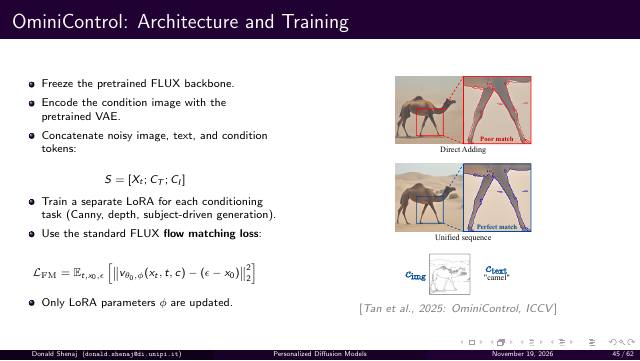 OminiControl: Architecture and Training
Freeze the pretrained FLUX backbone.
Encode the condition image with the
pretrained VAE.
Concatenate noisy image, text, and condition
tokens:
S = [X_t; C_T; C_I]
Train a separate LoRA for each conditioning
task (Canny, depth, subject-driven generation).
Use the standard FLUX flow matching loss:
ℒ_FM = 𝔼_{t,x_0,ϵ} [‖v_{θ_0,ϕ}(x_t, t, c) − (ϵ − x_0)‖_2^2]
Only LoRA parameters ϕ are updated.
Poor match
Direct Adding
Perfect match
Unified sequence
C_img
C_text
"camel"
[Tan et al., 2025: OminiControl, ICCV]
Donald Shenaj (donald.shenaj@di.unipi.it) Personalized Diffusion Models November 19, 2026 45 / 62